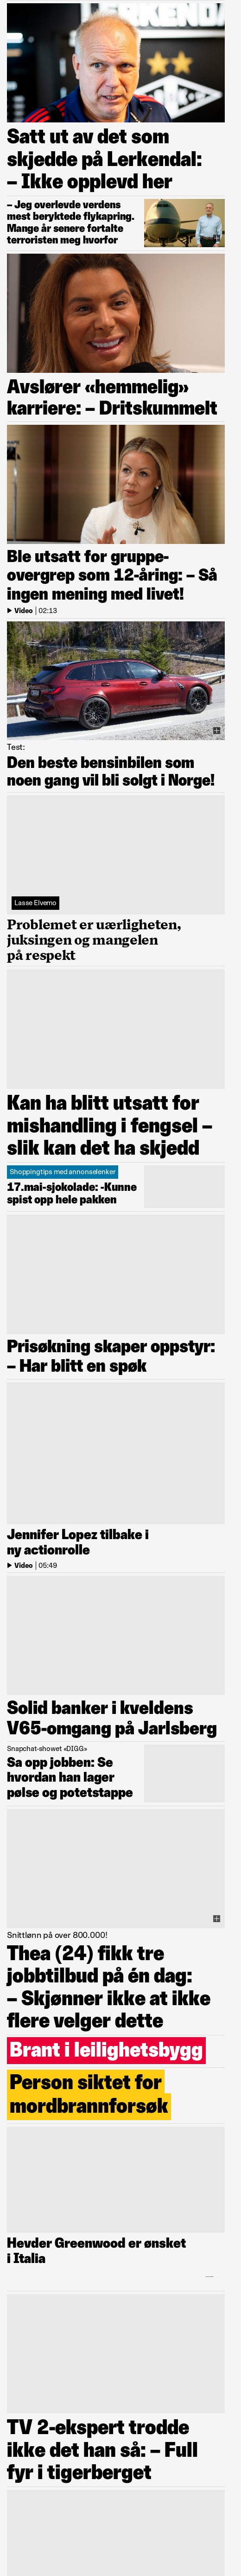 Satt ut av det som
skjedde på Lerkendal:
– Ikke opplevd her
– Jeg overlevde verdens
mest beryktede flykapring.
Mange år senere fortalte
terroristen meg hvorfor
Avslører «hemmelig»
karriere: – Dritskummelt
Ble utsatt for gruppe-
overgrep som 12-åring: – Så
ingen mening med livet!
Video | 02:13
Test:
Den beste bensinbilen som
noen gang vil bli solgt i Norge!
Lasse Elvemo
Problemet er uærligheten,
juksingen og mangelen
på respekt
Kan ha blitt utsatt for
mishandling i fengsel –
slik kan det ha skjedd
Shoppingtips med annonselenker
17.mai-sjokolade: -Kunne
spist opp hele pakken
Prisøkning skaper oppstyr:
– Har blitt en spøk
Jennifer Lopez tilbake i
ny actionrolle
Video | 05:49
Solid banker i kveldens
V65-omgang på Jarlsberg
Snapchat-showet «DIGG»
Sa opp jobben: Se
hvordan han lager
pølse og potetstappe
Snittlønn på over 800.000!
Thea (24) fikk tre
jobbtilbud på én dag:
– Skjønner ikke at ikke
flere velger dette
Brant i leilighetsbygg
Person siktet for
mordbrannforsøk
Hevder Greenwood er ønsket
i Italia
TV 2-ekspert trodde
ikke det han så: – Full
fyr i tigerberget